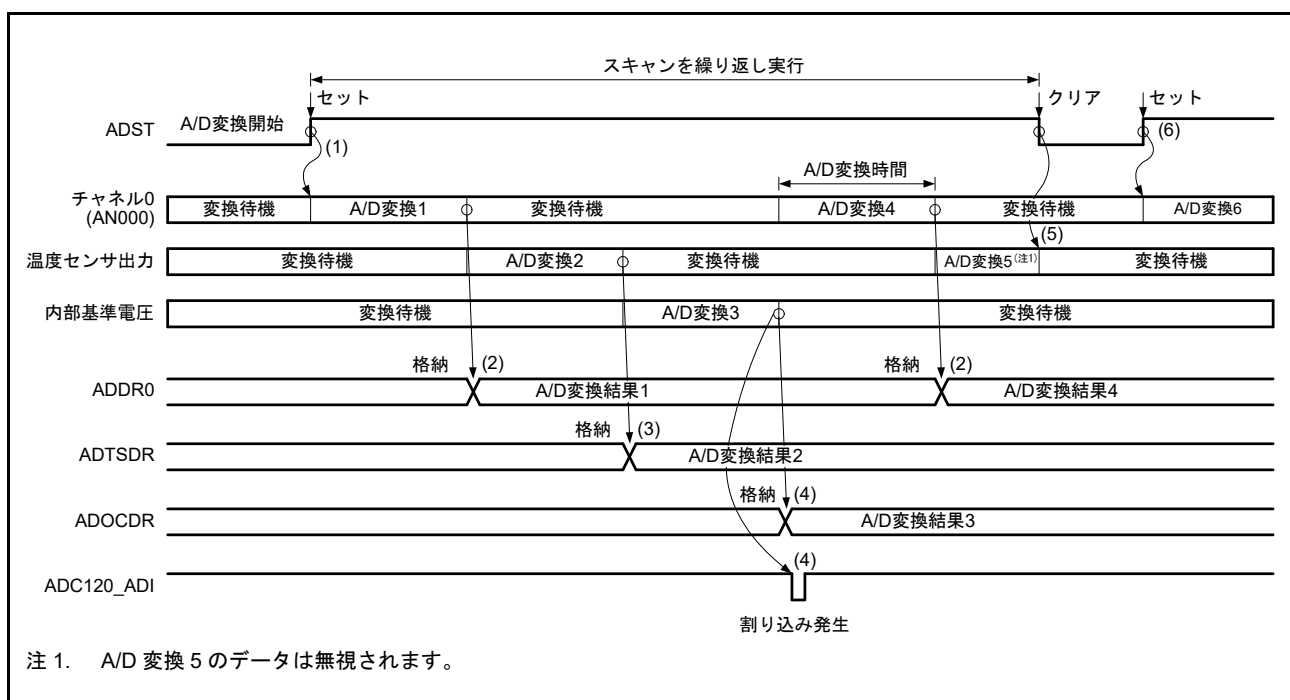 スキャンを繰り返し実行
セット
クリア
セット
ADST
A/D変換開始
(1)
(6)
A/D変換時間
チャネル0
(AN000)
変換待機
A/D変換1
変換待機
A/D変換4
変換待機
A/D変換6
(5)
温度センサ出力
変換待機
A/D変換2
変換待機
A/D変換5(注1)
変換待機
内部基準電圧
変換待機
A/D変換3
変換待機
格納
(2)
格納
(2)
ADDR0
A/D変換結果1
A/D変換結果4
格納
(3)
ADTSDR
A/D変換結果2
格納
(4)
ADOCDR
A/D変換結果3
(4)
ADC120_ADI
割り込み発生
注 1. A/D 変換 5 のデータは無視されます。